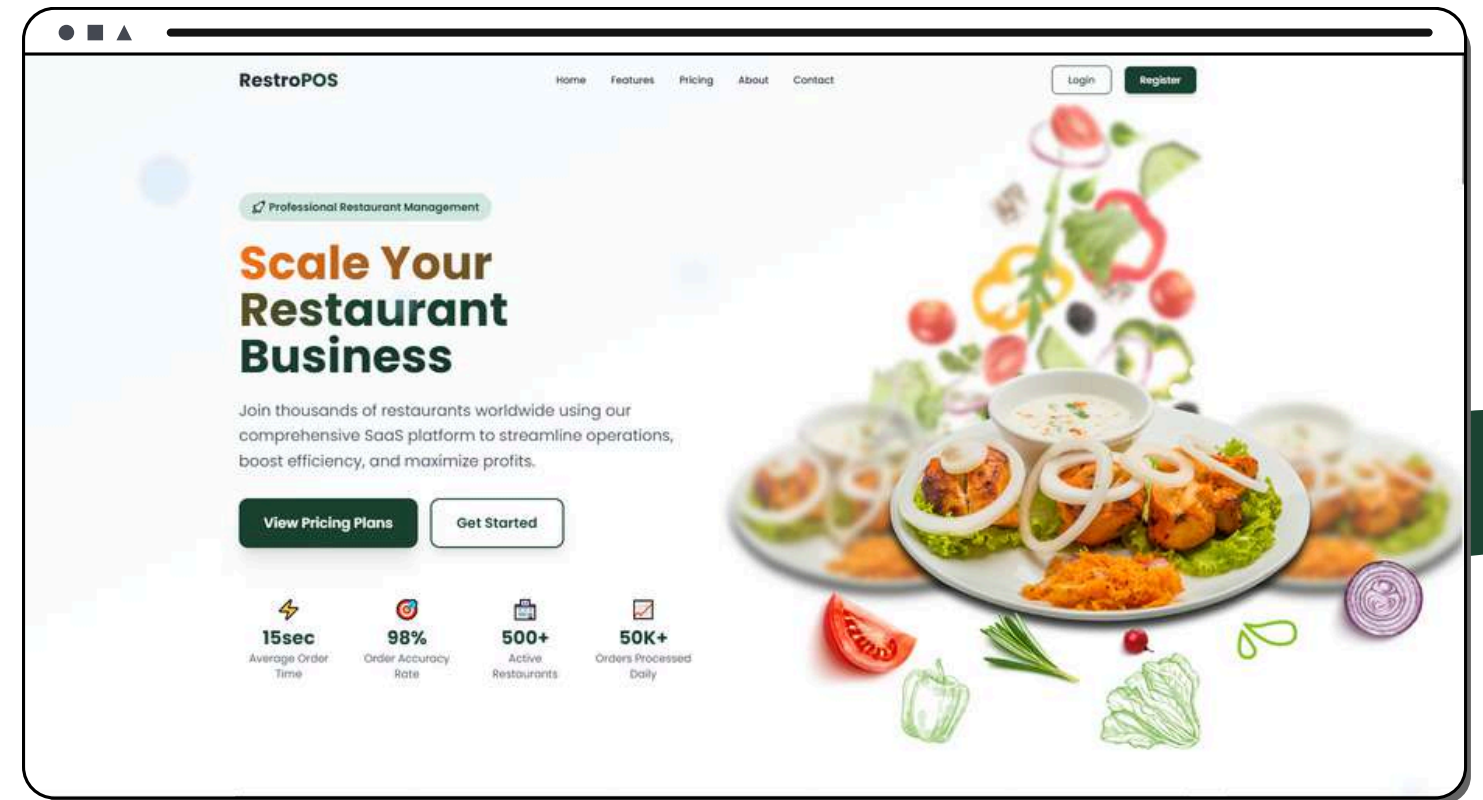 RestroPOS
Home Features Pricing About Contact
Login Register
Professional Restaurant Management
Scale Your
Restaurant
Business
Join thousands of restaurants worldwide using our
comprehensive SaaS platform to streamline operations,
boost efficiency, and maximize profits.
View Pricing Plans Get Started
15sec
Average Order
Time
98%
Order Accuracy
Rate
500+
Active
Restaurants
50K+
Orders Processed
Daily